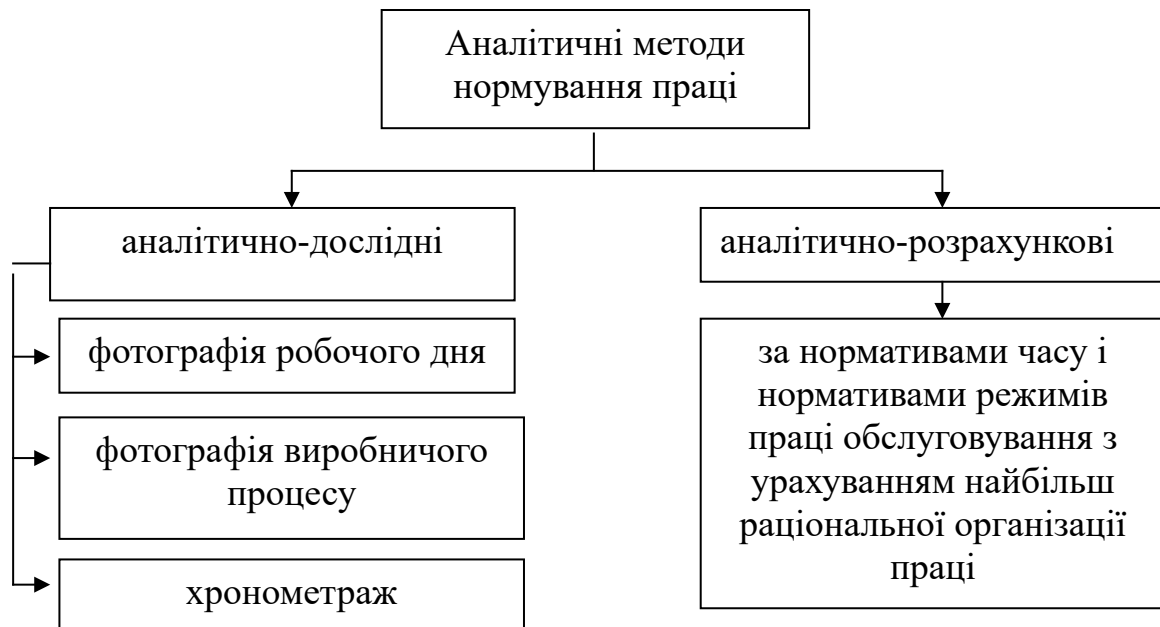 Аналітичні методи
нормування праці
аналітично-дослідні
фотографія робочого дня
фотографія виробничого
процесу
хронометраж
аналітично-розрахункові
за нормативами часу і
нормативами режимів
праці обслуговування з
урахуванням найбільш
раціональної організації
праці